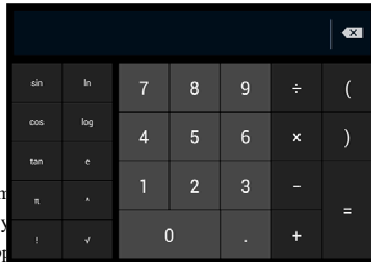 sin ln 7 8 9 ÷ (
cos log 4 5 6 × )
tan e 1 2 3 −
π ^ =
! √ 0 . +